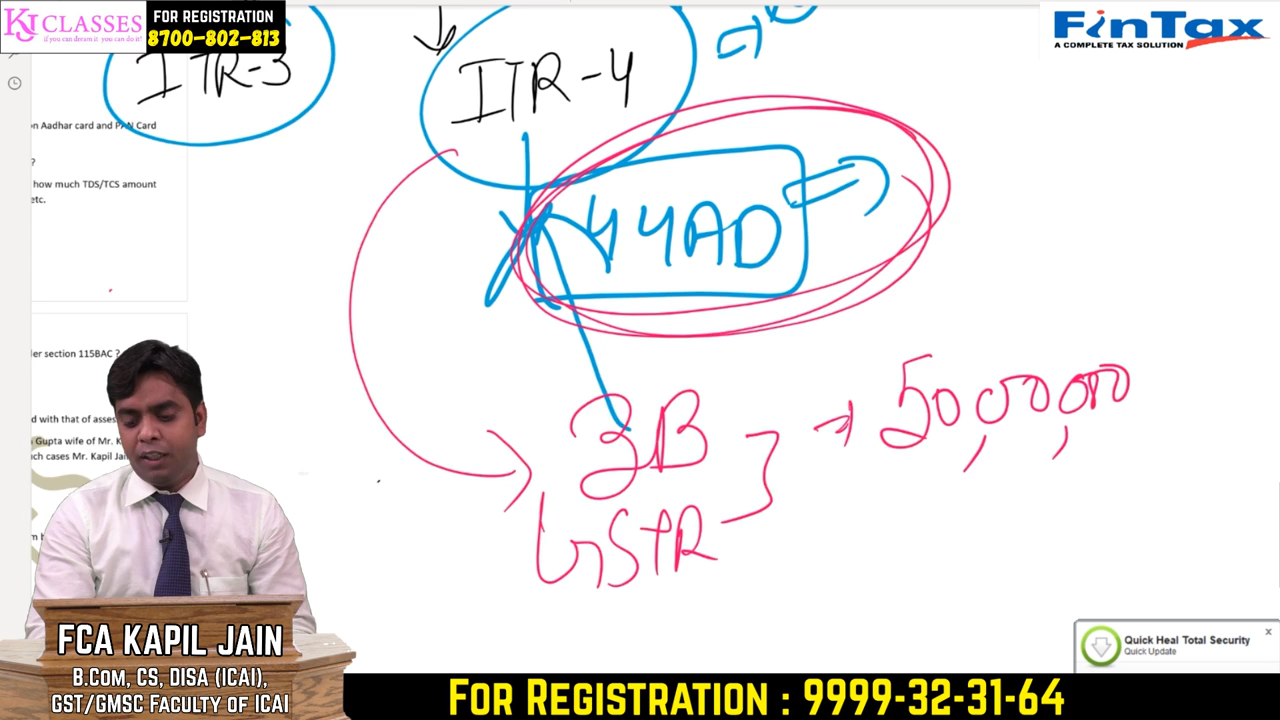 KJ CLASSES
if you can dream it you can do it!
FOR REGISTRATION
8700-802-813
FinTax
A COMPLETE TAX SOLUTION
ITR-3
ITR-4
on Aadhar card and PAN Card
?
how much TDS/TCS amount
etc.
44AD
der section 115BAC ?
50,00,000
3B
GSTR
d with that of asses
Gupta wife of Mr. K
ch cases Mr. Kapil Jain
FCA KAPIL JAIN
B.Com, CS, DISA (ICAI),
GST/GMSC FACULTY OF ICAI
Quick Heal Total Security
Quick Update
x
FOR REGISTRATION : 9999-32-31-64